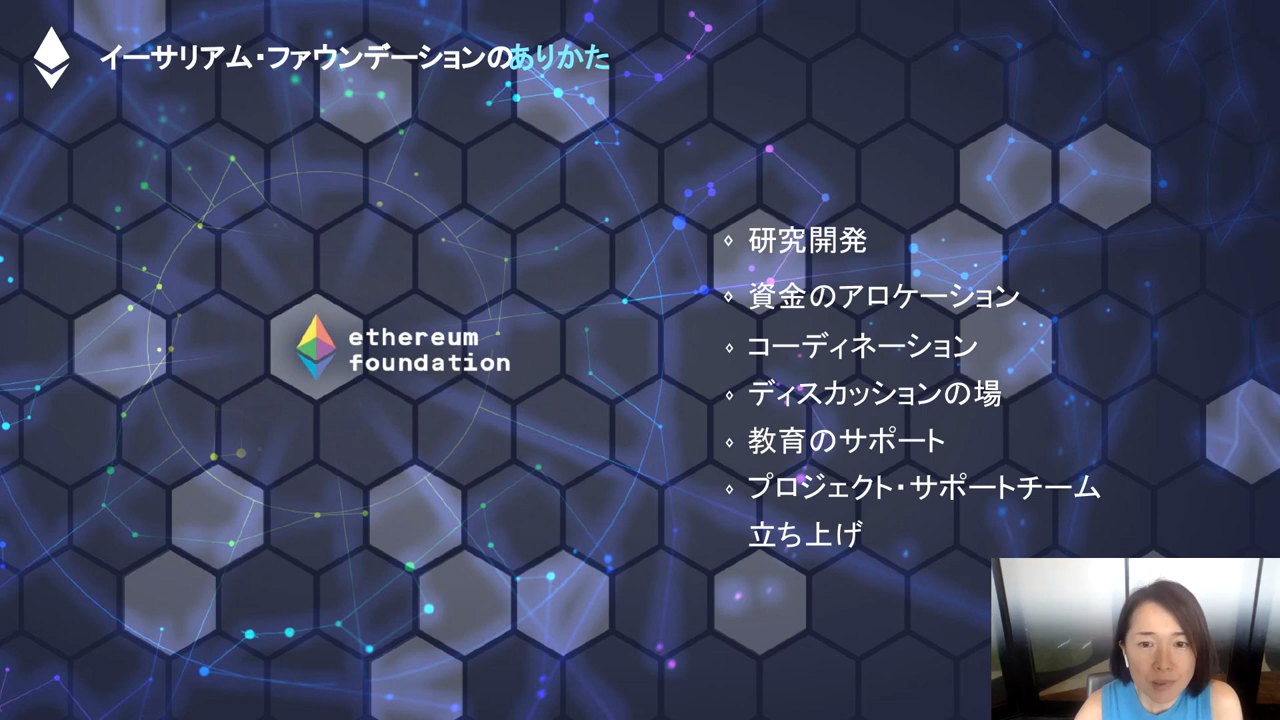 イーサリアム・ファウンデーションのありかた
ethereum
foundation
研究開発
資金のアロケーション
コーディネーション
ディスカッションの場
教育のサポート
プロジェクト・サポートチーム
立ち上げ